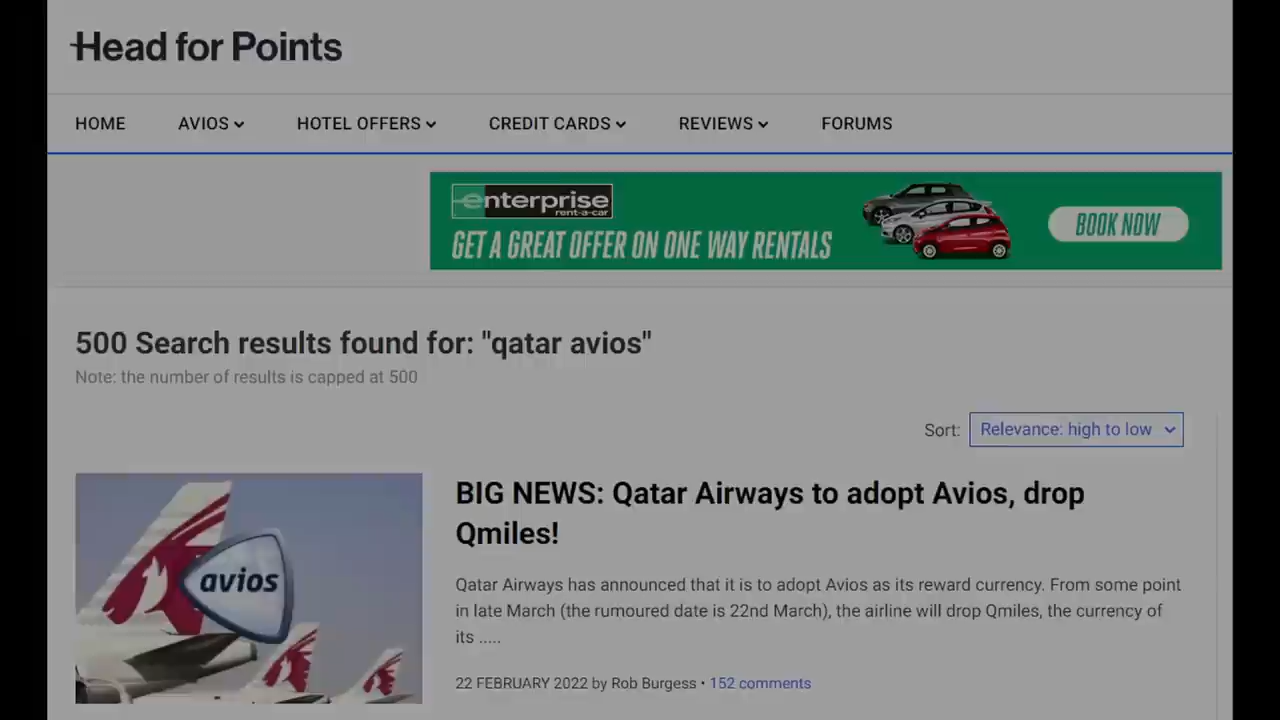 Head for Points
HOME AVIOS HOTEL OFFERS CREDIT CARDS REVIEWS FORUMS
enterprise
rent-a-car
GET A GREAT OFFER ON ONE WAY RENTALS
BOOK NOW
500 Search results found for: "qatar avios"
Note: the number of results is capped at 500
Sort: Relevance: high to low
avios
BIG NEWS: Qatar Airways to adopt Avios, drop
Qmiles!
Qatar Airways has announced that it is to adopt Avios as its reward currency. From some point
in late March (the rumoured date is 22nd March), the airline will drop Qmiles, the currency of
its .....
22 FEBRUARY 2022 by Rob Burgess • 152 comments